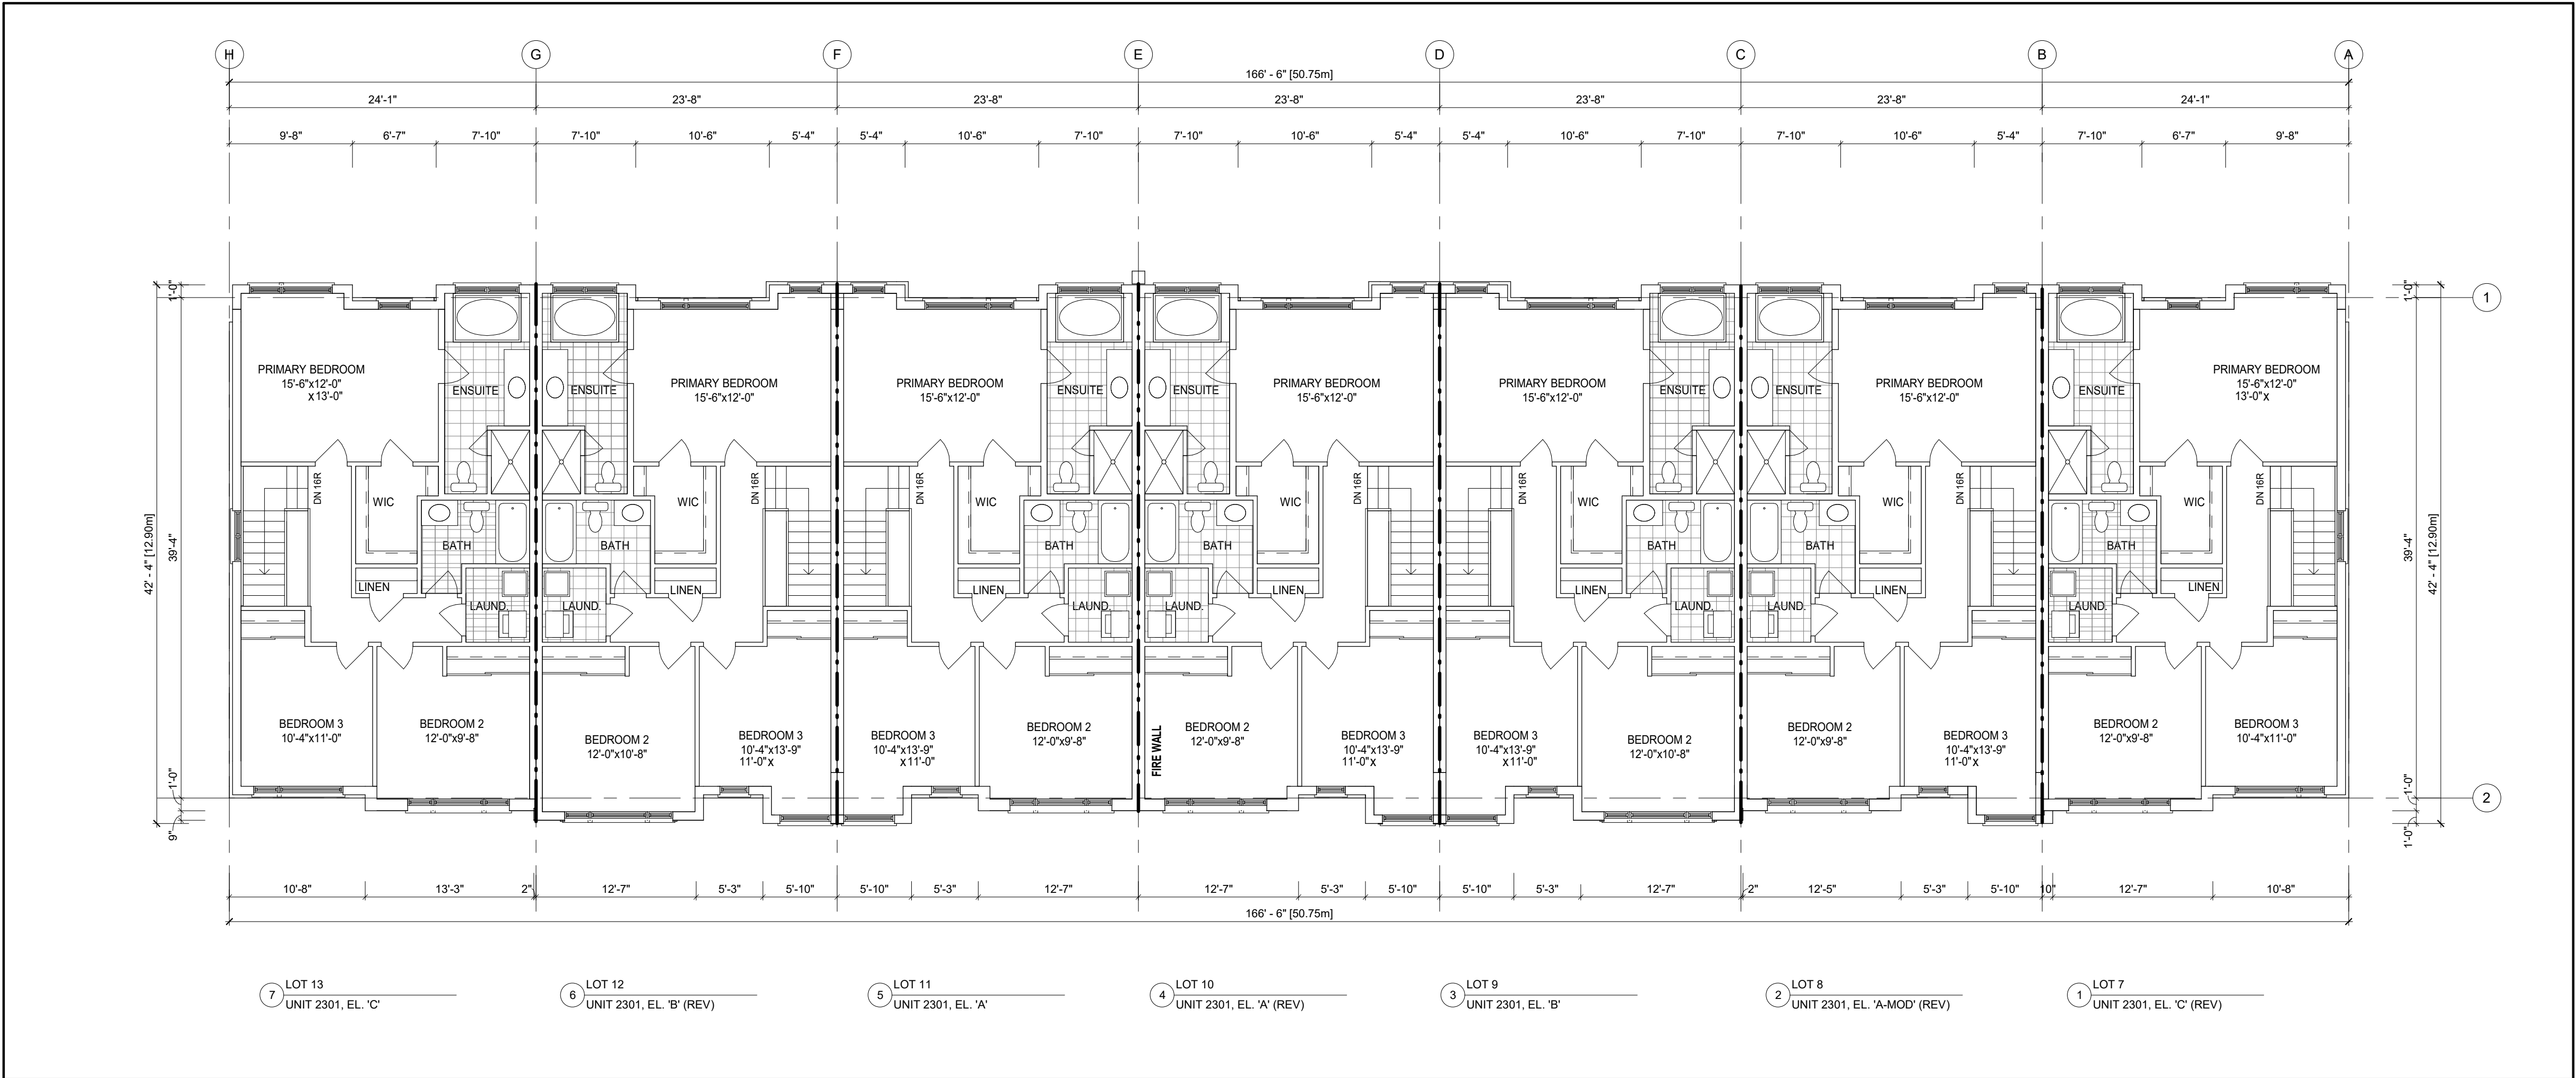 H G F E D C B A
166' - 6" [50.75m]
24'-1" 23'-8" 23'-8" 23'-8" 23'-8" 23'-8" 24'-1"
9'-8" 6'-7" 7'-10" 7'-10" 10'-6" 5'-4" 5'-4" 10'-6" 7'-10" 7'-10" 10'-6" 5'-4" 5'-4" 10'-6" 7'-10" 7'-10" 10'-6" 5'-4" 7'-10" 6'-7" 9'-8"
1'-0" 1'-0"
1 
PRIMARY BEDROOM
15'-6"x12'-0"
x 13'-0"
ENSUITE
ENSUITE
PRIMARY BEDROOM
15'-6"x12'-0"
PRIMARY BEDROOM
15'-6"x12'-0"
ENSUITE
ENSUITE
PRIMARY BEDROOM
15'-6"x12'-0"
PRIMARY BEDROOM
15'-6"x12'-0"
ENSUITE
ENSUITE
PRIMARY BEDROOM
15'-6"x12'-0"
ENSUITE
PRIMARY BEDROOM
15'-6"x12'-0"
13'-0" x
DN 16R WIC WIC DN 16R DN 16R WIC WIC DN 16R DN 16R WIC WIC DN 16R WIC DN 16R
42' - 4" [12.90m] 39'-4" 39'-4" 42' - 4" [12.90m]
BATH BATH BATH BATH BATH BATH BATH
LINEN LINEN LINEN LINEN LINEN LINEN LINEN
LAUND. LAUND. LAUND. LAUND. LAUND. LAUND. LAUND.
BEDROOM 3
10'-4"x11'-0"
BEDROOM 2
12'-0"x9'-8"
BEDROOM 2
12'-0"x10'-8"
BEDROOM 3
10'-4"x13'-9"
11'-0" x
BEDROOM 3
10'-4"x13'-9"
x 11'-0"
BEDROOM 2
12'-0"x9'-8"
FIRE WALL
BEDROOM 2
12'-0"x9'-8"
BEDROOM 3
10'-4"x13'-9"
11'-0" x
BEDROOM 3
10'-4"x13'-9"
x 11'-0"
BEDROOM 2
12'-0"x10'-8"
BEDROOM 2
12'-0"x9'-8"
BEDROOM 3
10'-4"x13'-9"
11'-0" x
BEDROOM 2
12'-0"x9'-8"
BEDROOM 3
10'-4"x11'-0"
1'-0" 1'-0"
2
9" 1'-0"
10'-8" 13'-3" 2" 12'-7" 5'-3" 5'-10" 5'-10" 5'-3" 12'-7" 12'-7" 5'-3" 5'-10" 5'-10" 5'-3" 12'-7" 2" 12'-5" 5'-3" 5'-10" 10" 12'-7" 10'-8"
166' - 6" [50.75m]
7 LOT 13
UNIT 2301, EL. 'C'
6 LOT 12
UNIT 2301, EL. 'B' (REV)
5 LOT 11
UNIT 2301, EL. 'A'
4 LOT 10
UNIT 2301, EL. 'A' (REV)
3 LOT 9
UNIT 2301, EL. 'B'
2 LOT 8
UNIT 2301, EL. 'A-MOD' (REV)
1 LOT 7
UNIT 2301, EL. 'C' (REV)